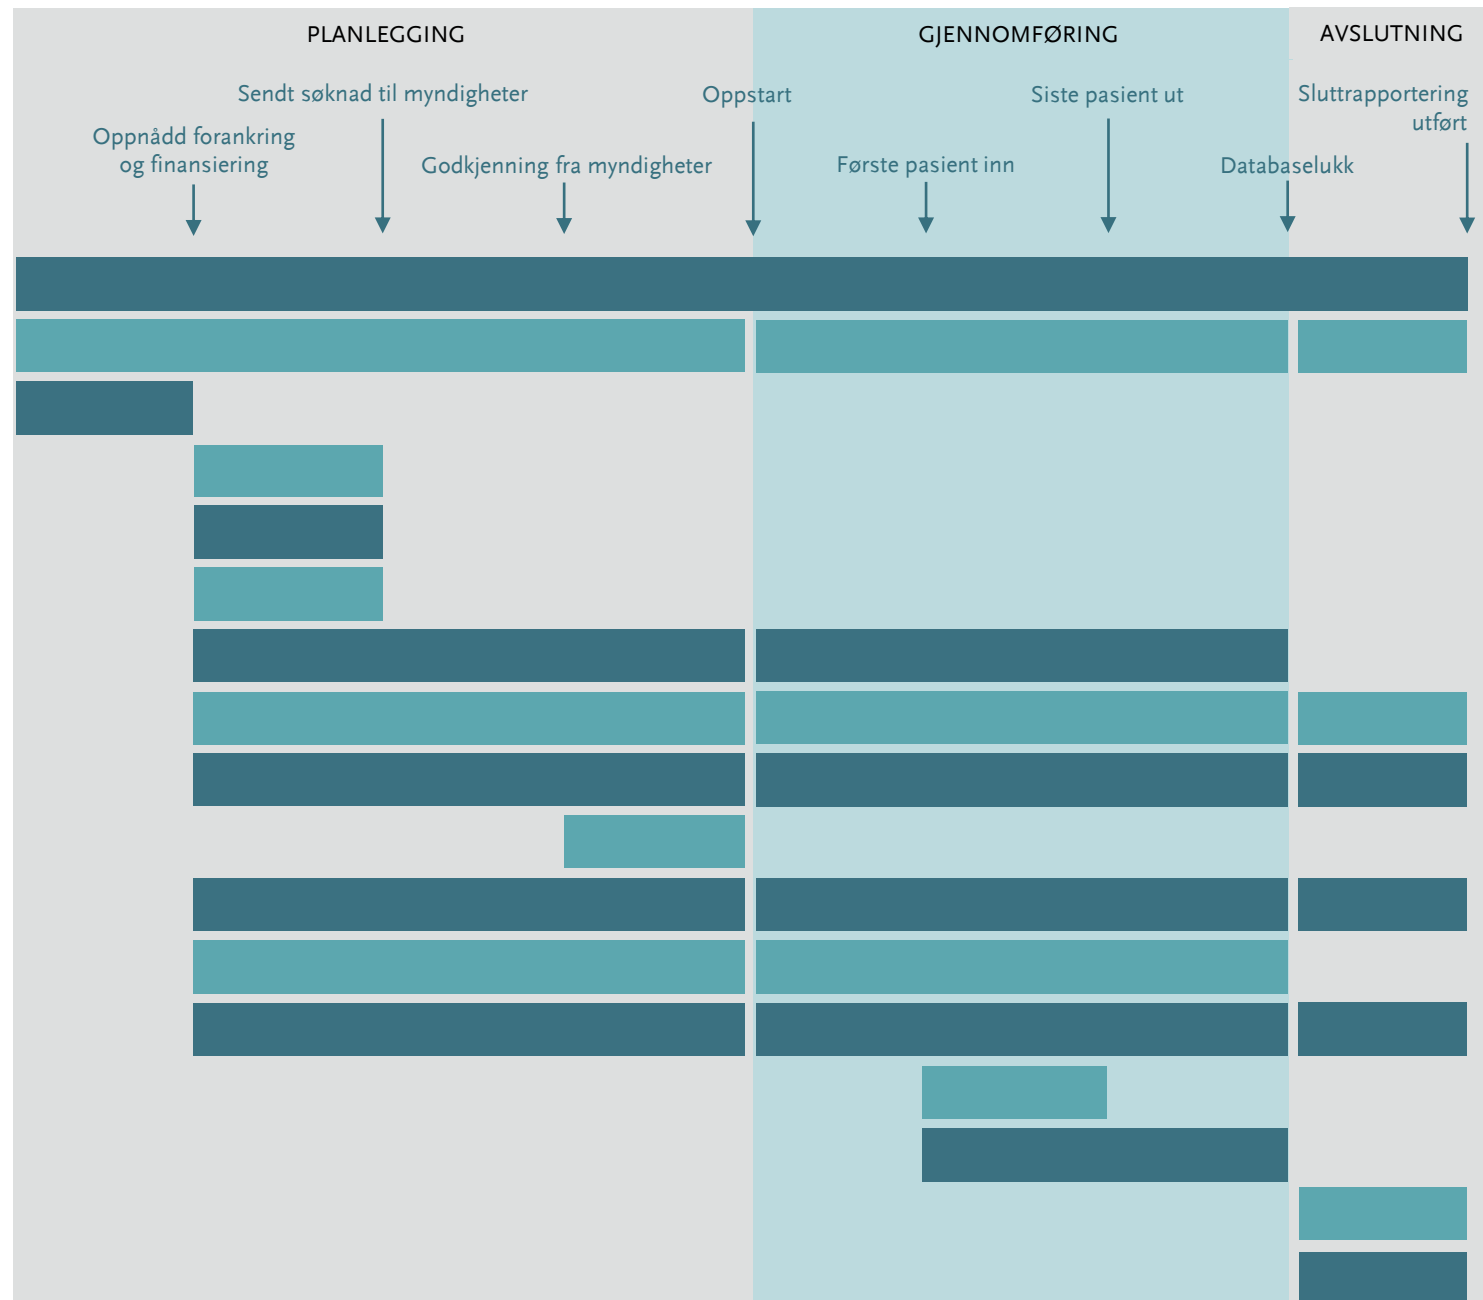 PLANLEGGING
GJENNOMFØRING
AVSLUTNING
Sendt søknad til myndigheter
Oppstart
Siste pasient ut
Sluttrapportering
utført
Oppnådd forankring
og finansiering
Godkjenning fra myndigheter
Første pasient inn
Databaselukk